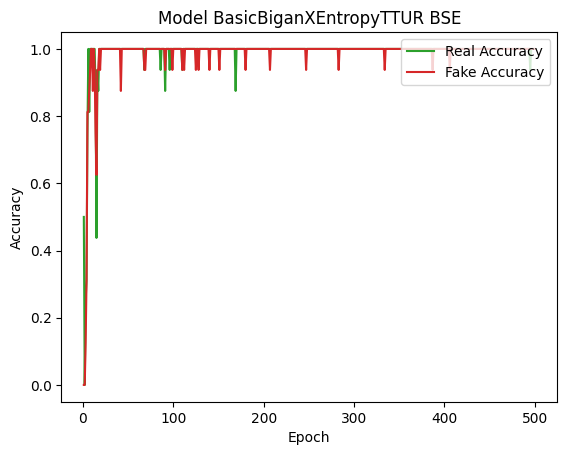 Model BasicBiganXEntropyTTUR BSE
Real Accuracy
Fake Accuracy
Accuracy
1.0
0.8
0.6
0.4
0.2
0.0
0 100 200 300 400 500
Epoch